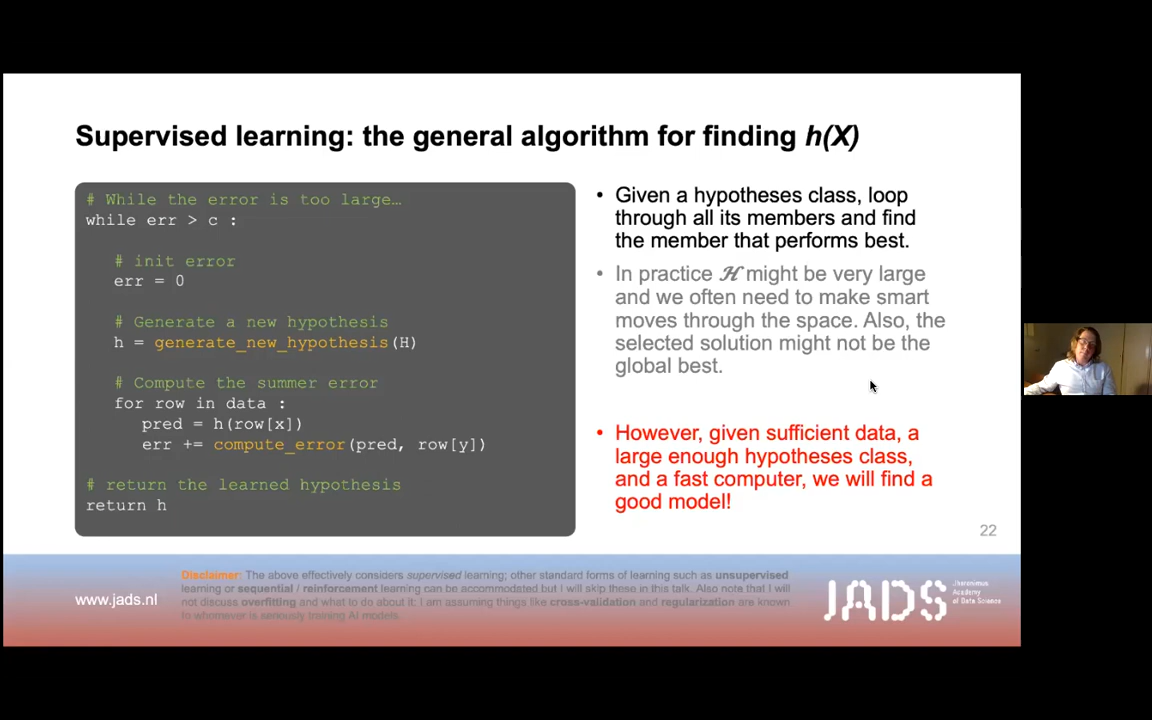 Supervised learning: the general algorithm for finding h(X)
# While the error is too large…
while err > c :
# init error
err = 0
# Generate a new hypothesis
h = generate_new_hypothesis(H)
# Compute the summer error
for row in data :
pred = h(row[x])
err += compute_error(pred, row[y])
# return the learned hypothesis
return h
• Given a hypotheses class, loop
through all its members and find
the member that performs best.
• In practice ℋ might be very large
and we often need to make smart
moves through the space. Also, the
selected solution might not be the
global best.
• However, given sufficient data, a
large enough hypotheses class,
and a fast computer, we will find a
good model!
22
www.jads.nl
Disclaimer: The above effectively considers supervised learning; other standard forms of learning such as unsupervised
learning or sequential / reinforcement learning can be accommodated but I will skip these in this talk. Also note that I will
not discuss overfitting and what to do about it: I am assuming things like cross-validation and regularization are known
to whomever is seriously training AI models.
JADS
Jheronimus
Academy
of Data Science